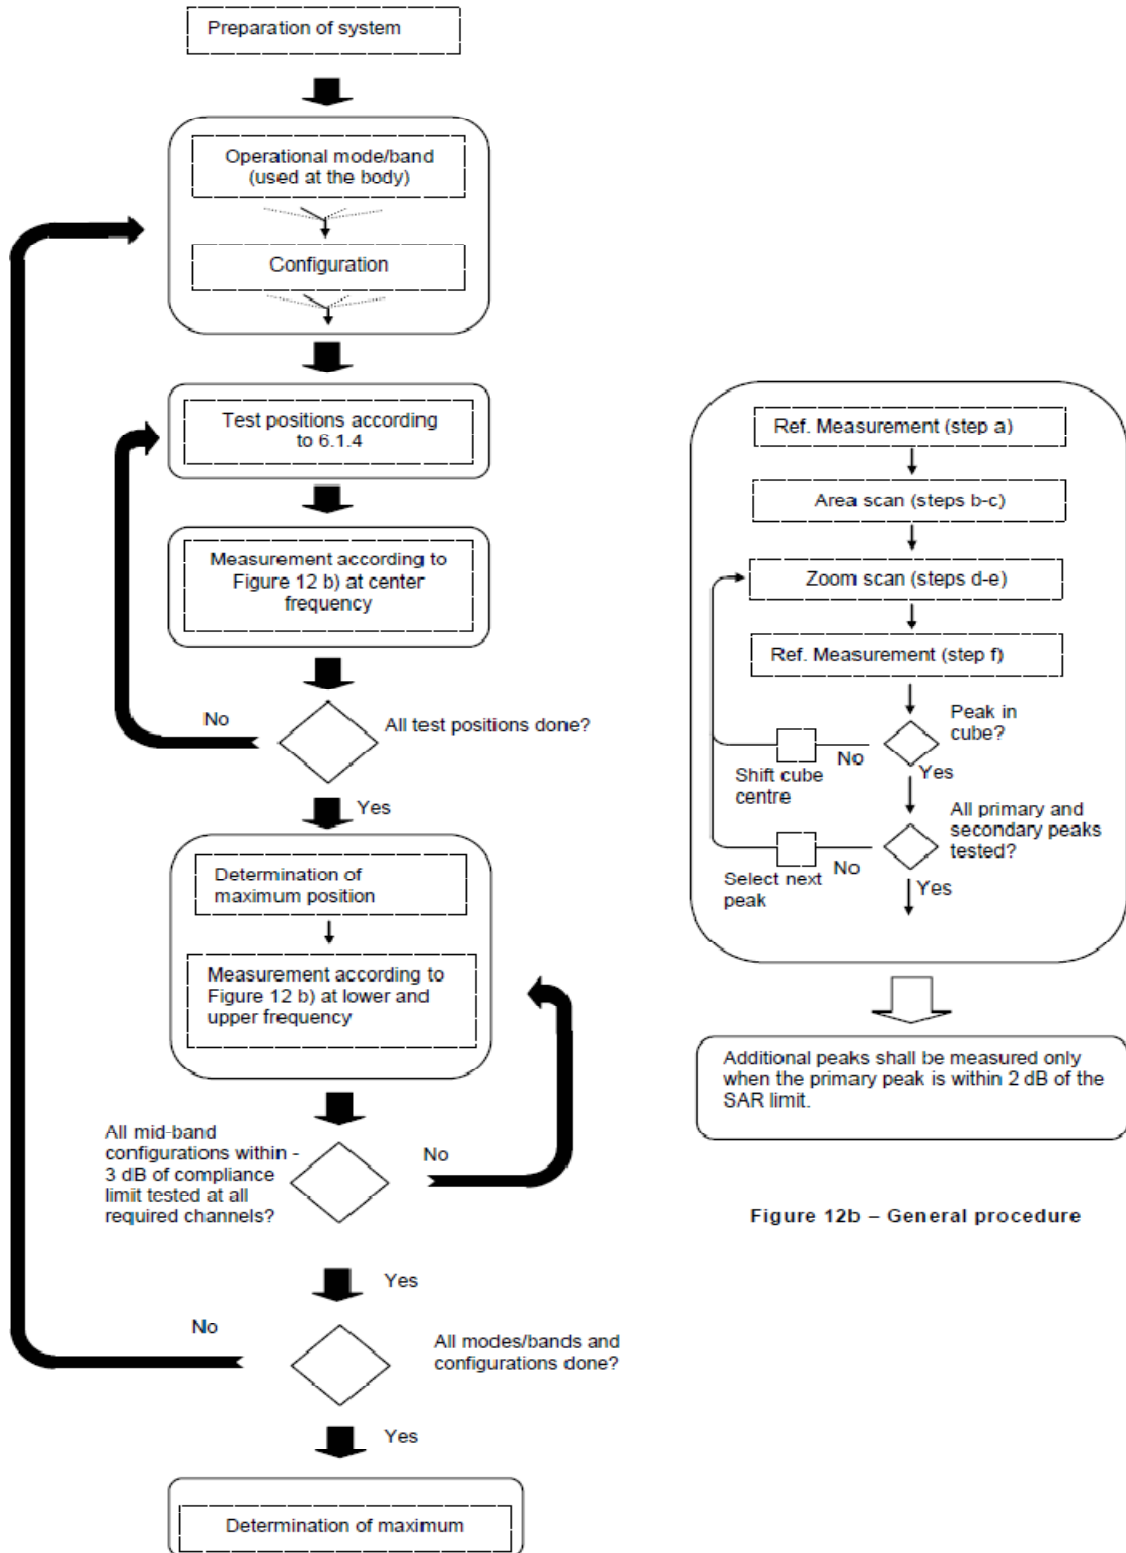 Preparation of system
Operational mode/band
(used at the body)
Configuration
Test positions according
to 6.1.4
Measurement according to
Figure 12 b) at center
frequency
No
All test positions done?
Yes
Determination of
maximum position
Measurement according to
Figure 12 b) at lower and
upper frequency
All mid-band
configurations within -
3 dB of compliance
limit tested at all
required channels?
No
Yes
No
All modes/bands and
configurations done?
Yes
Determination of maximum
Ref. Measurement (step a)
Area scan (steps b-c)
Zoom scan (steps d-e)
Ref. Measurement (step f)
Peak in
cube?
No
Shift cube
centre
Yes
All primary and
secondary peaks
tested?
No
Select next
peak
Yes
Additional peaks shall be measured only
when the primary peak is within 2 dB of the
SAR limit.
Figure 12b – General procedure